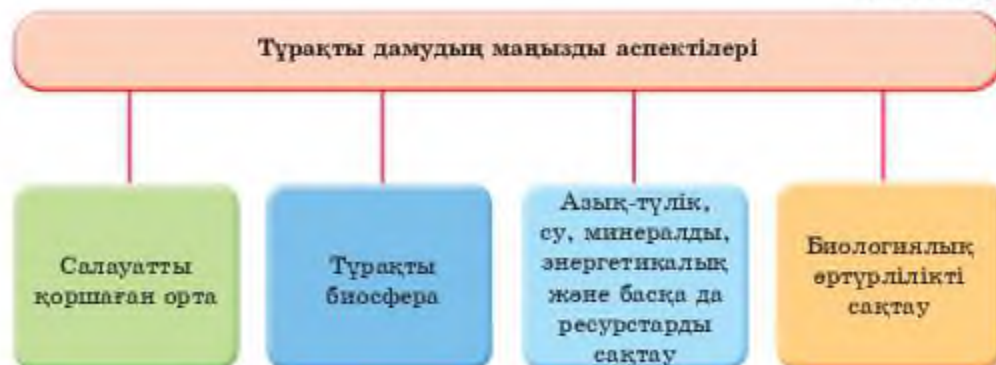 Тұрақты дамудың маңызды аспектілері
Салауатты
қоршаған орта
Тұрақты
биосфера
Азық-түлік,
су, минералды,
энергетикалық
және басқа да
ресурстарды
сақтау
Биологиялық
әртүрлілікті
сақтау